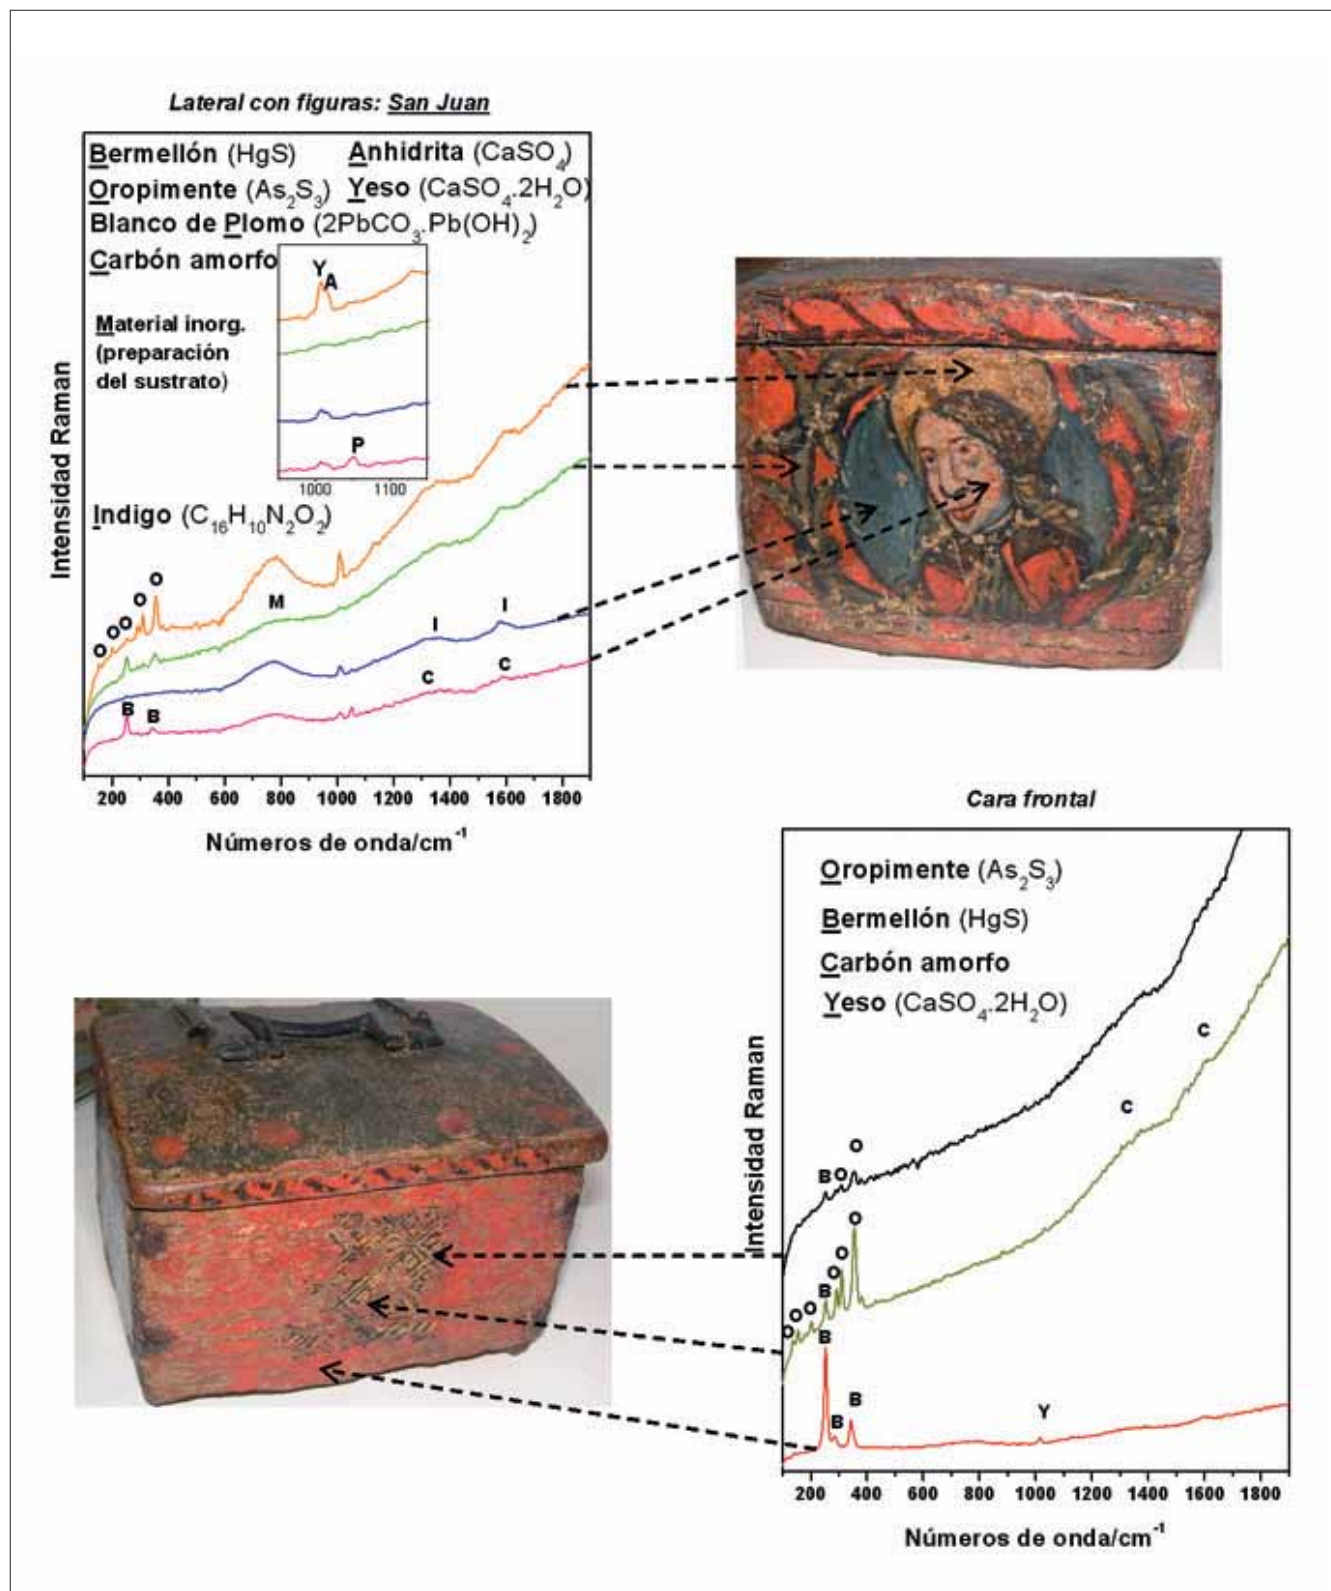 Lateral con figuras: San Juan
Bermellón (HgS) Anhidrita (CaSO₄)
Oropimente (As₂S₃) Yeso (CaSO₄.2H₂O)
Blanco de Plomo (2PbCO₃.Pb(OH)₂)
Carbón amorfo
Y
A
Material inorg.
(preparación
del sustrato)
P
1000 1100
Indigo (C₁₆H₁₀N₂O₂)
O O O O O
M
I I
C C
B B
Intensidad Raman
200 400 600 800 1000 1200 1400 1600 1800
Números de onda/cm⁻¹
Cara frontal
Oropimente (As₂S₃)
Bermellón (HgS)
Carbón amorfo
Yeso (CaSO₄.2H₂O)
C
C
B O O
O O O B O O O
B
B B
Y
Intensidad Raman
200 400 600 800 1000 1200 1400 1600 1800
Números de onda/cm⁻¹